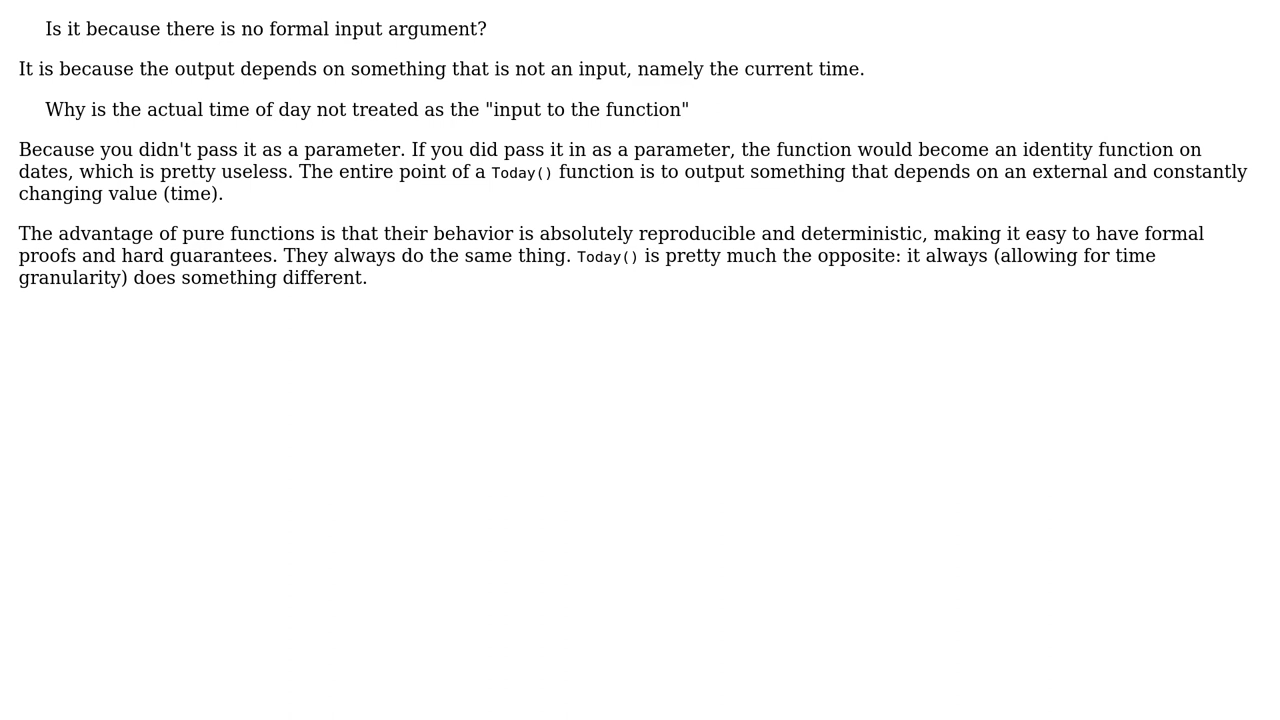 Is it because there is no formal input argument?
It is because the output depends on something that is not an input, namely the current time.
Why is the actual time of day not treated as the "input to the function"
Because you didn't pass it as a parameter. If you did pass it in as a parameter, the function would become an identity function on
dates, which is pretty useless. The entire point of a Today() function is to output something that depends on an external and constantly
changing value (time).
The advantage of pure functions is that their behavior is absolutely reproducible and deterministic, making it easy to have formal
proofs and hard guarantees. They always do the same thing. Today() is pretty much the opposite: it always (allowing for time
granularity) does something different.